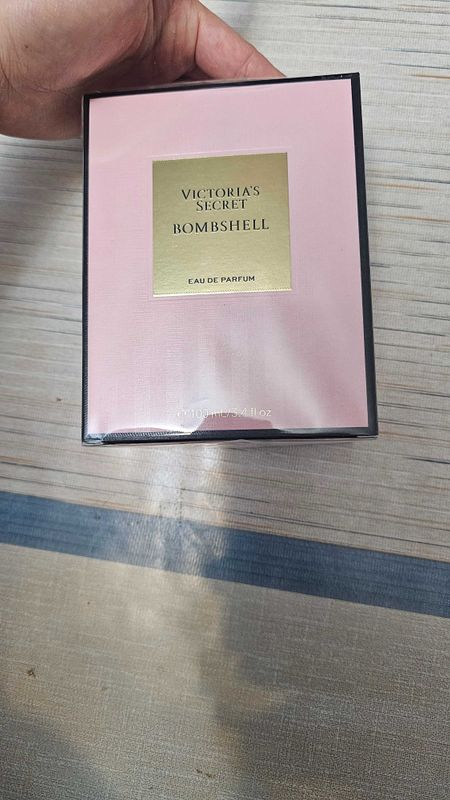 VICTORIA'S
SECRET
BOMBSHELL
EAU DE PARFUM
℮ 100 mL/3.4 fl oz